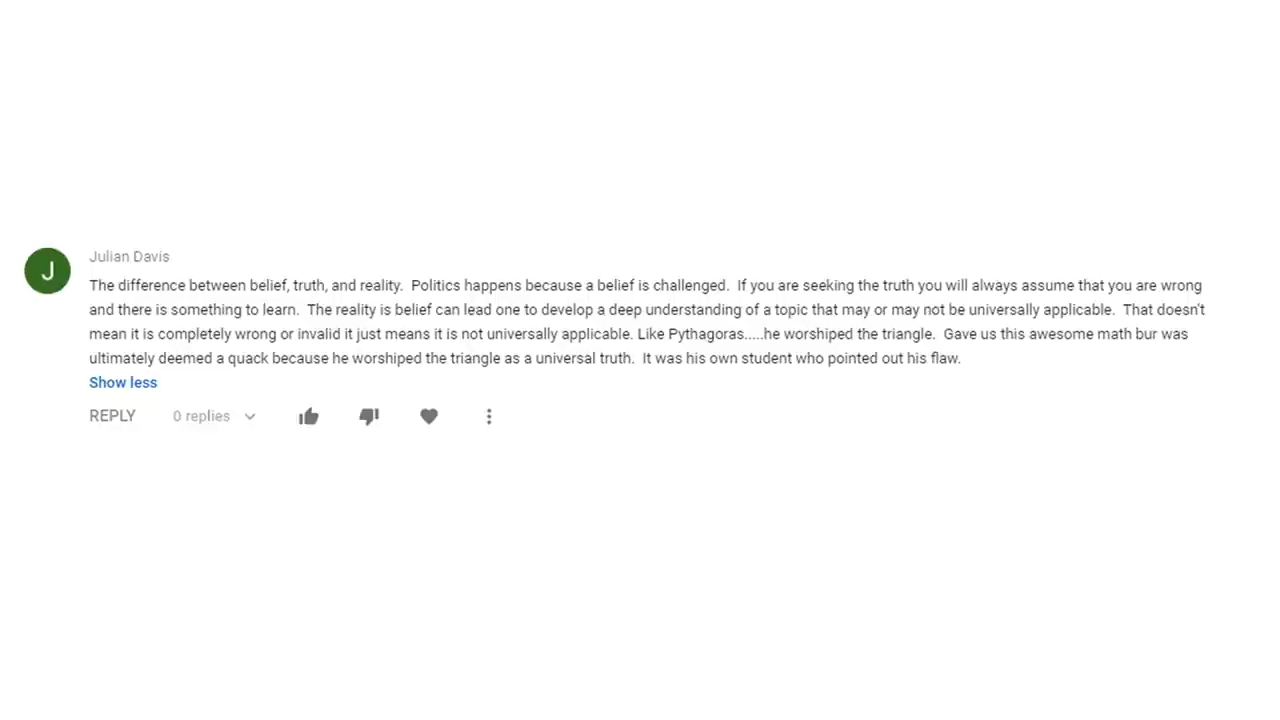 J
Julian Davis
The difference between belief, truth, and reality.  Politics happens because a belief is challenged.  If you are seeking the truth you will always assume that you are wrong
and there is something to learn.  The reality is belief can lead one to develop a deep understanding of a topic that may or may not be universally applicable.  That doesn't
mean it is completely wrong or invalid it just means it is not universally applicable. Like Pythagoras.....he worshiped the triangle.  Gave us this awesome math bur was
ultimately deemed a quack because he worshiped the triangle as a universal truth.  It was his own student who pointed out his flaw.
Show less
REPLY 0 replies